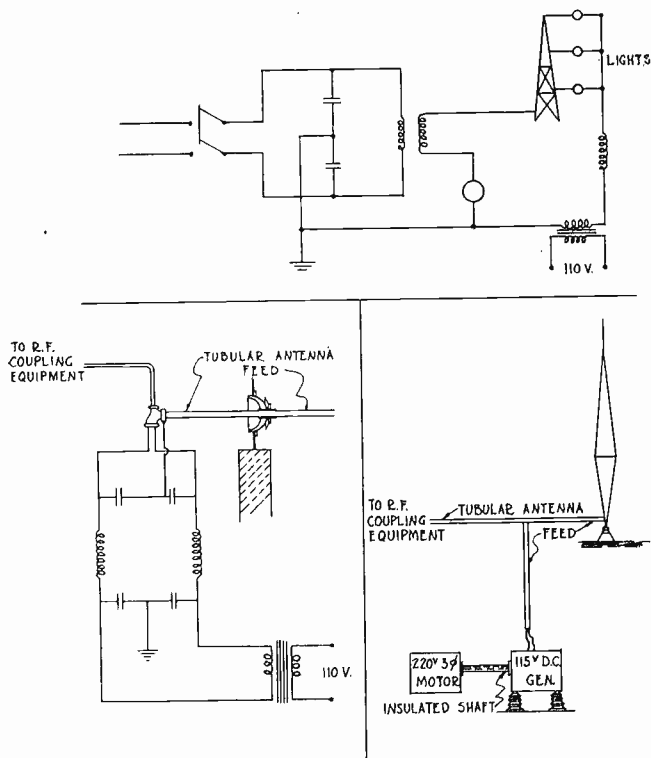 LIGHTS
110 V.
TO R.F.
COUPLING
EQUIPMENT
TUBULAR ANTENNA
FEED
110 V.
TO R.F.
COUPLING
EQUIPMENT
TUBULAR ANTENNA
FEED
220V 3φ
MOTOR
115V D.C.
GEN.
INSULATED SHAFT